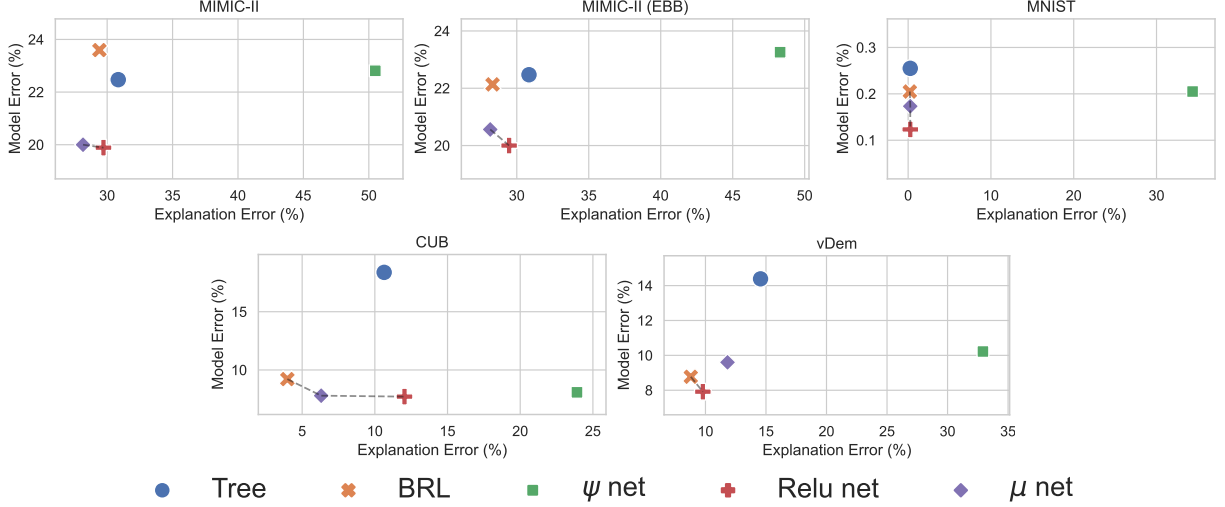 MIMIC-II
MIMIC-II (EBB)
MNIST
Model Error (%)
24
22
20
30
35
40
45
50
Explanation Error (%)
Model Error (%)
24
22
20
30
35
40
45
50
Explanation Error (%)
Model Error (%)
0.3
0.2
0.1
0
10
20
30
Explanation Error (%)
CUB
vDem
Model Error (%)
15
10
5
10
15
20
25
Explanation Error (%)
Model Error (%)
14
12
10
8
10
15
20
25
30
35
Explanation Error (%)
Tree BRL ψ net Relu net μ net